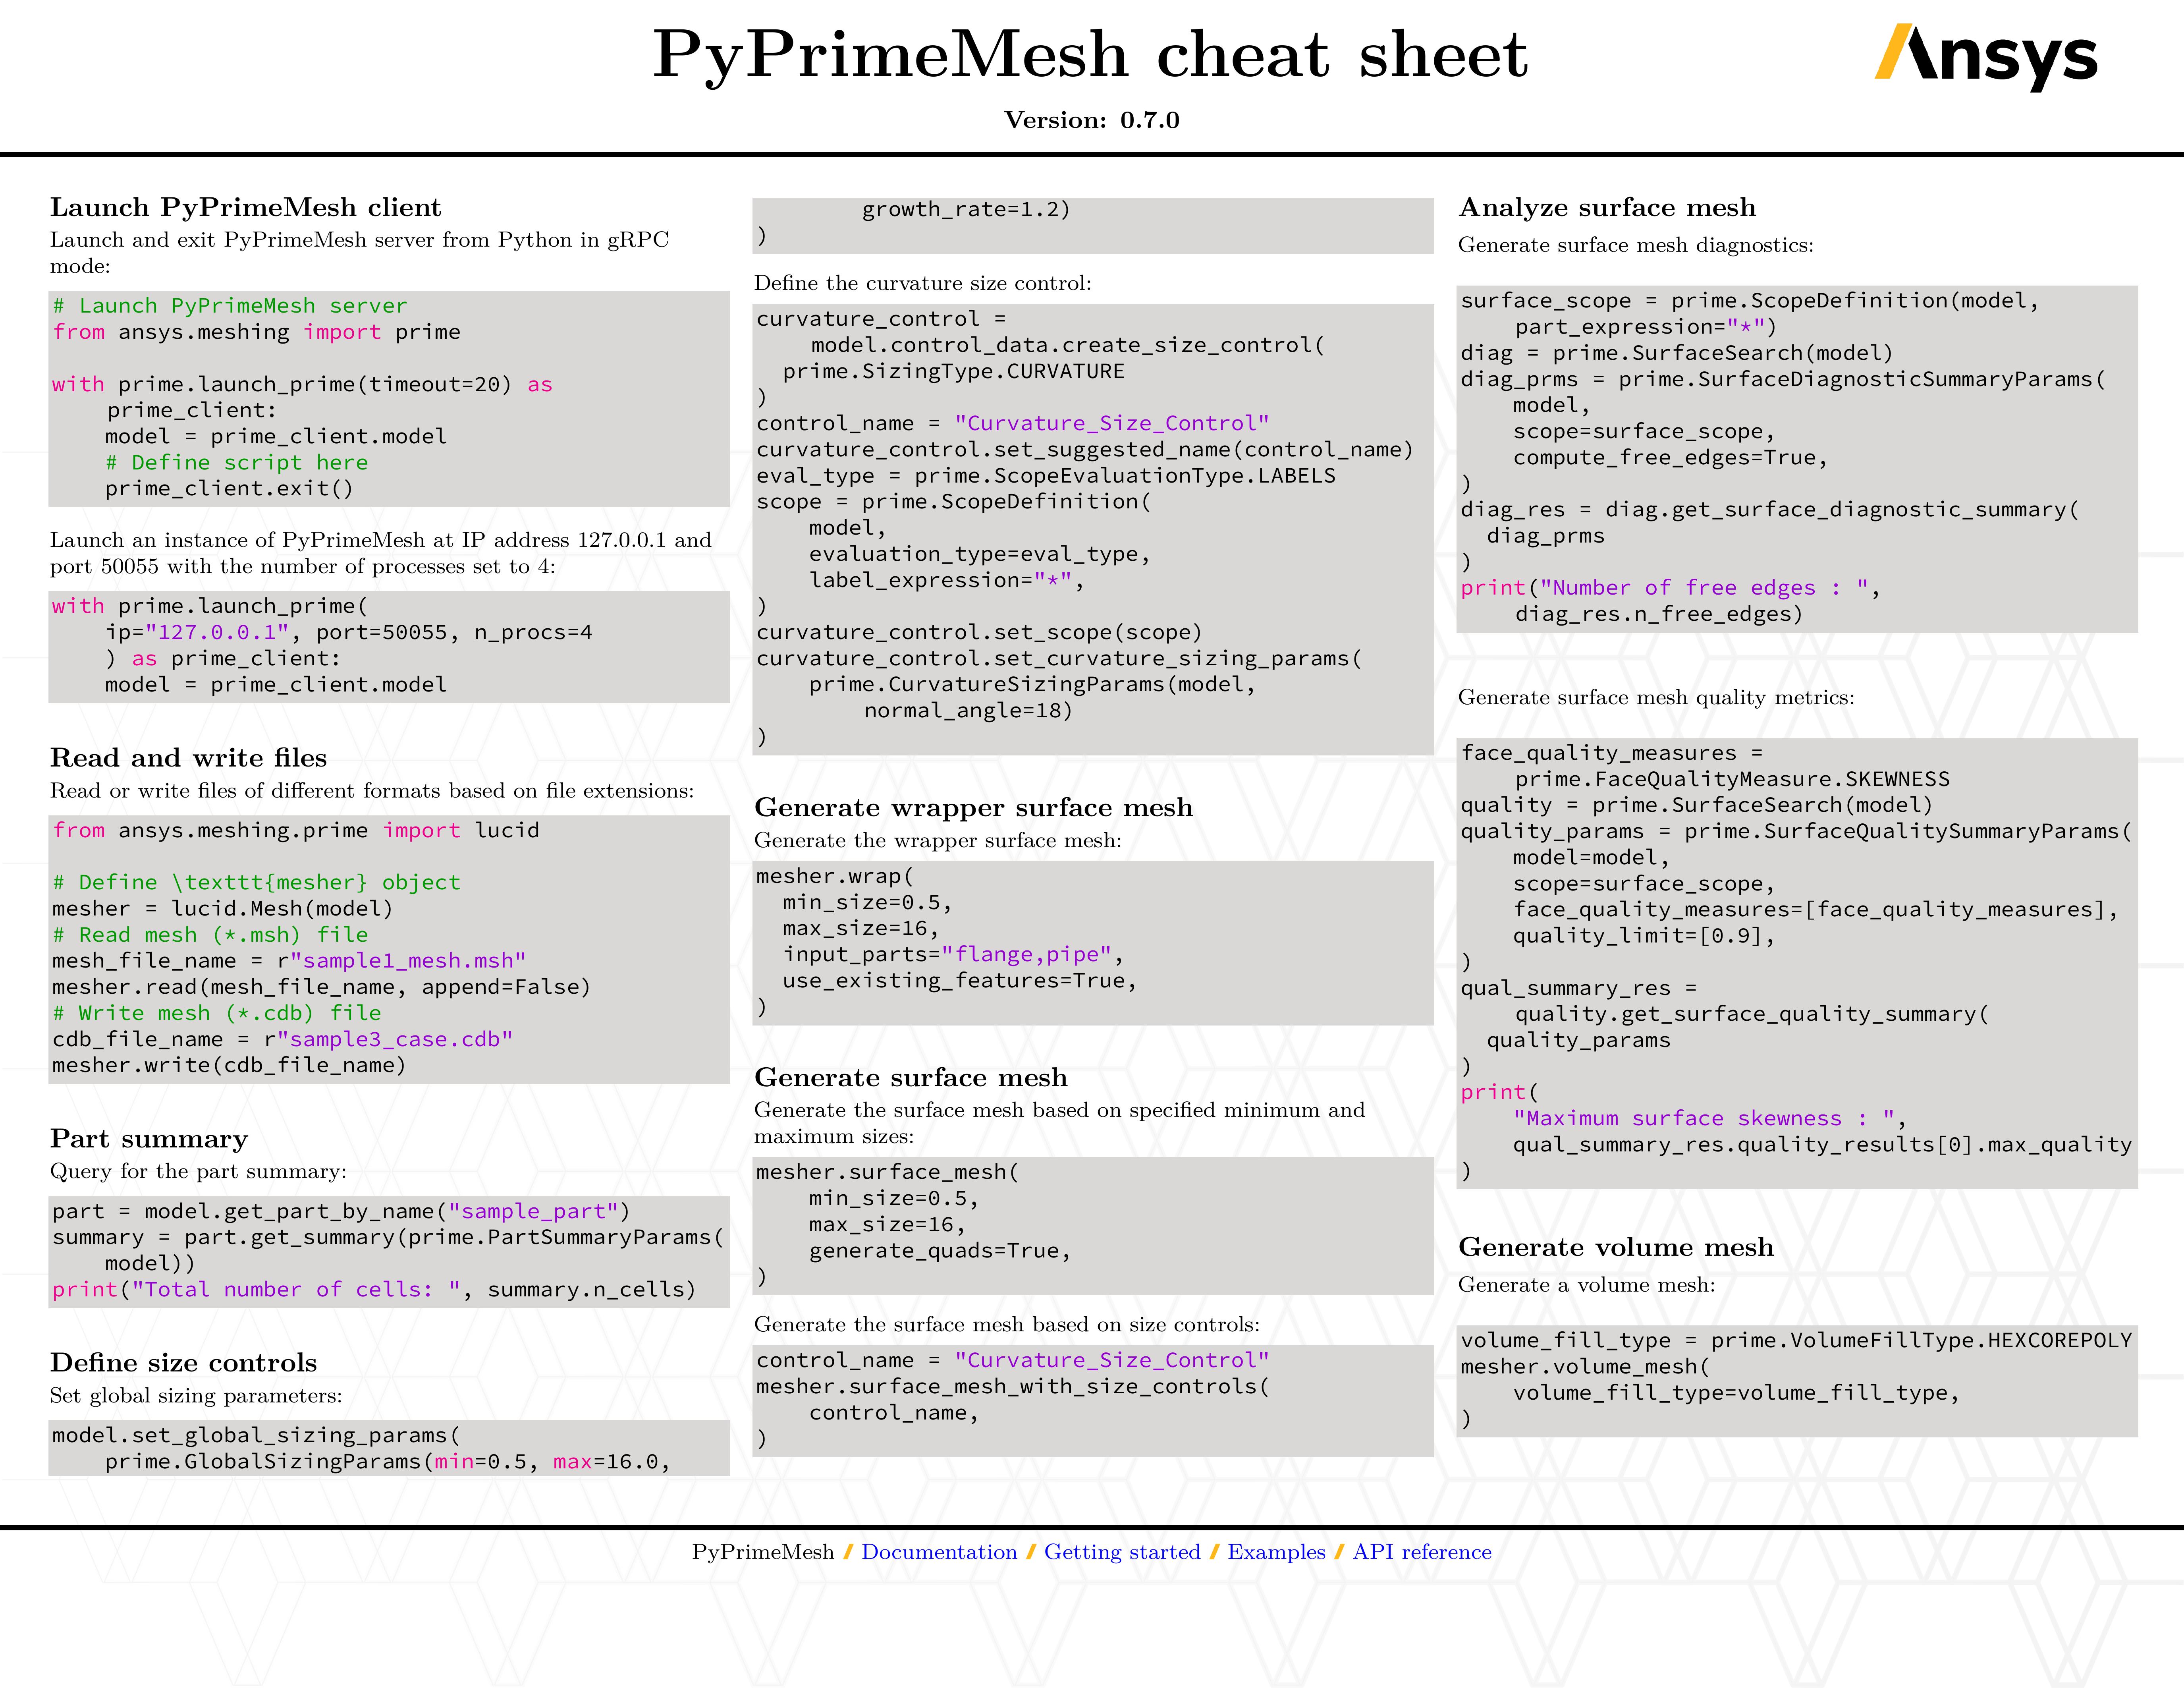 PyPrimeMesh cheat sheet
Ansys
Version: 0.7.0
Launch PyPrimeMesh client
Launch and exit PyPrimeMesh server from Python in gRPC
mode:
# Launch PyPrimeMesh server
from ansys.meshing import prime
with prime.launch_prime(timeout=20) as
prime_client:
model = prime_client.model
# Define script here
prime_client.exit()
Launch an instance of PyPrimeMesh at IP address 127.0.0.1 and
port 50055 with the number of processes set to 4:
with prime.launch_prime(
ip="127.0.0.1", port=50055, n_procs=4
) as prime_client:
model = prime_client.model
Read and write files
Read or write files of different formats based on file extensions:
from ansys.meshing.prime import lucid
# Define \texttt{mesher} object
mesher = lucid.Mesh(model)
# Read mesh (*.msh) file
mesh_file_name = r"sample1_mesh.msh"
mesher.read(mesh_file_name, append=False)
# Write mesh (*.cdb) file
cdb_file_name = r"sample3_case.cdb"
mesher.write(cdb_file_name)
Part summary
Query for the part summary:
part = model.get_part_by_name("sample_part")
summary = part.get_summary(prime.PartSummaryParams(
model))
print("Total number of cells: ", summary.n_cells)
Define size controls
Set global sizing parameters:
model.set_global_sizing_params(
prime.GlobalSizingParams(min=0.5, max=16.0,
growth_rate=1.2)
)
Define the curvature size control:
curvature_control =
model.control_data.create_size_control(
prime.SizingType.CURVATURE
)
control_name = "Curvature_Size_Control"
curvature_control.set_suggested_name(control_name)
eval_type = prime.ScopeEvaluationType.LABELS
scope = prime.ScopeDefinition(
model,
evaluation_type=eval_type,
label_expression="*",
)
curvature_control.set_scope(scope)
curvature_control.set_curvature_sizing_params(
prime.CurvatureSizingParams(model,
normal_angle=18)
)
Generate wrapper surface mesh
Generate the wrapper surface mesh:
mesher.wrap(
min_size=0.5,
max_size=16,
input_parts="flange,pipe",
use_existing_features=True,
)
Generate surface mesh
Generate the surface mesh based on specified minimum and
maximum sizes:
mesher.surface_mesh(
min_size=0.5,
max_size=16,
generate_quads=True,
)
Generate the surface mesh based on size controls:
control_name = "Curvature_Size_Control"
mesher.surface_mesh_with_size_controls(
control_name,
)
Analyze surface mesh
Generate surface mesh diagnostics:
surface_scope = prime.ScopeDefinition(model,
part_expression="*")
diag = prime.SurfaceSearch(model)
diag_prms = prime.SurfaceDiagnosticSummaryParams(
model,
scope=surface_scope,
compute_free_edges=True,
)
diag_res = diag.get_surface_diagnostic_summary(
diag_prms
)
print("Number of free edges : ",
diag_res.n_free_edges)
Generate surface mesh quality metrics:
face_quality_measures =
prime.FaceQualityMeasure.SKEWNESS
quality = prime.SurfaceSearch(model)
quality_params = prime.SurfaceQualitySummaryParams(
model=model,
scope=surface_scope,
face_quality_measures=[face_quality_measures],
quality_limit=[0.9],
)
qual_summary_res =
quality.get_surface_quality_summary(
quality_params
)
print(
"Maximum surface skewness : ",
qual_summary_res.quality_results[0].max_quality
)
Generate volume mesh
Generate a volume mesh:
volume_fill_type = prime.VolumeFillType.HEXCOREPOLY
mesher.volume_mesh(
volume_fill_type=volume_fill_type,
)
PyPrimeMesh / Documentation / Getting started / Examples / API reference